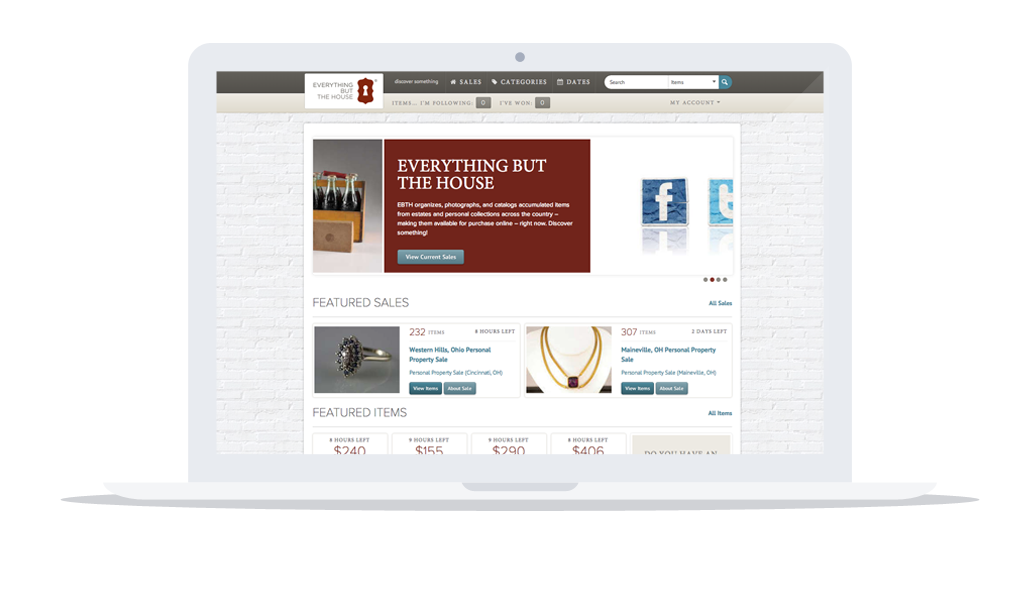 EVERYTHING
BUT
THE HOUSE
discover something
SALES
CATEGORIES
DATES
Search
Items
ITEMS... I'M FOLLOWING: 0
I'VE WON: 0
MY ACCOUNT
EVERYTHING BUT
THE HOUSE
EBTH organizes, photographs, and catalogs accumulated items
from estates and personal collections across the country –
making them available for purchase online – right now. Discover
something!
View Current Sales
f
t
FEATURED SALES
All Sales
232 ITEMS
8 HOURS LEFT
Western Hills, Ohio Personal
Property Sale
Personal Property Sale (Cincinnati, OH)
View Items
About Sale
307 ITEMS
2 DAYS LEFT
Maineville, OH Personal Property
Sale
Personal Property Sale (Maineville, OH)
View Items
About Sale
FEATURED ITEMS
All Items
8 HOURS LEFT
$240
9 HOURS LEFT
$155
9 HOURS LEFT
$290
8 HOURS LEFT
$406
DO YOU HAVE AN